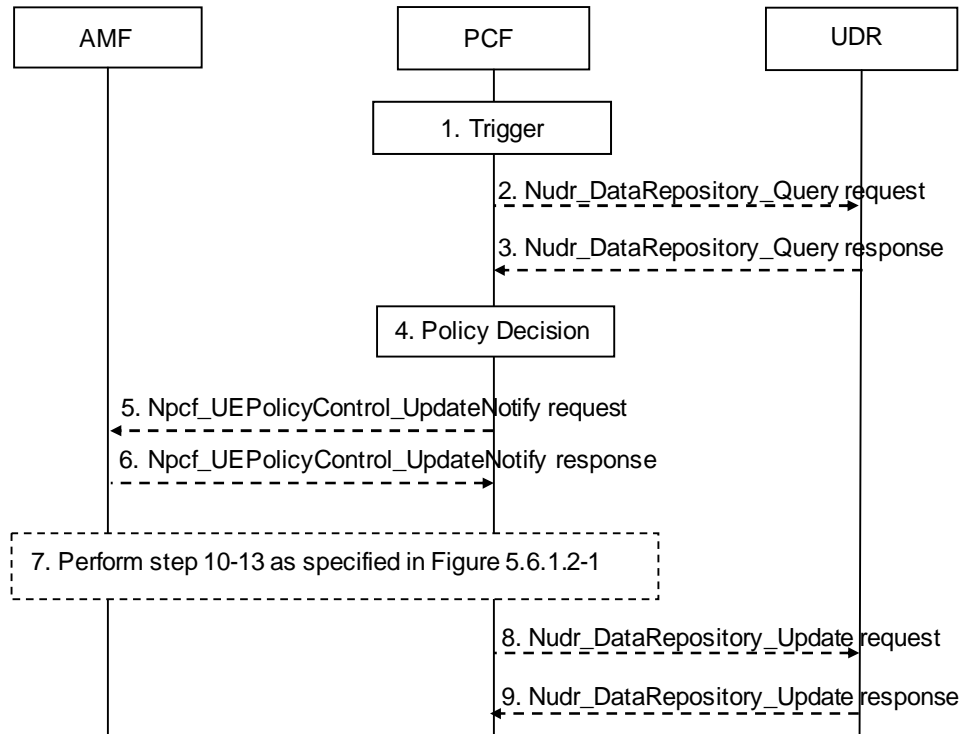 AMF
PCF
UDR
1. Trigger
2. Nudr_DataRepository_Query request
3. Nudr_DataRepository_Query response
4. Policy Decision
5. Npcf_UEPolicyControl_UpdateNotify request
6. Npcf_UEPolicyControl_UpdateNotify response
7. Perform step 10-13 as specified in Figure 5.6.1.2-1
8. Nudr_DataRepository_Update request
9. Nudr_DataRepository_Update response